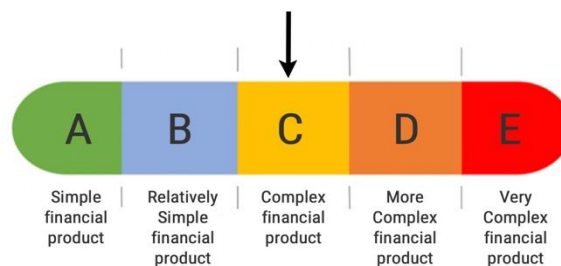 A B C D E
Simple
financial
product
Relatively
Simple
financial
product
Complex
financial
product
More
Complex
financial
product
Very
Complex
financial
product